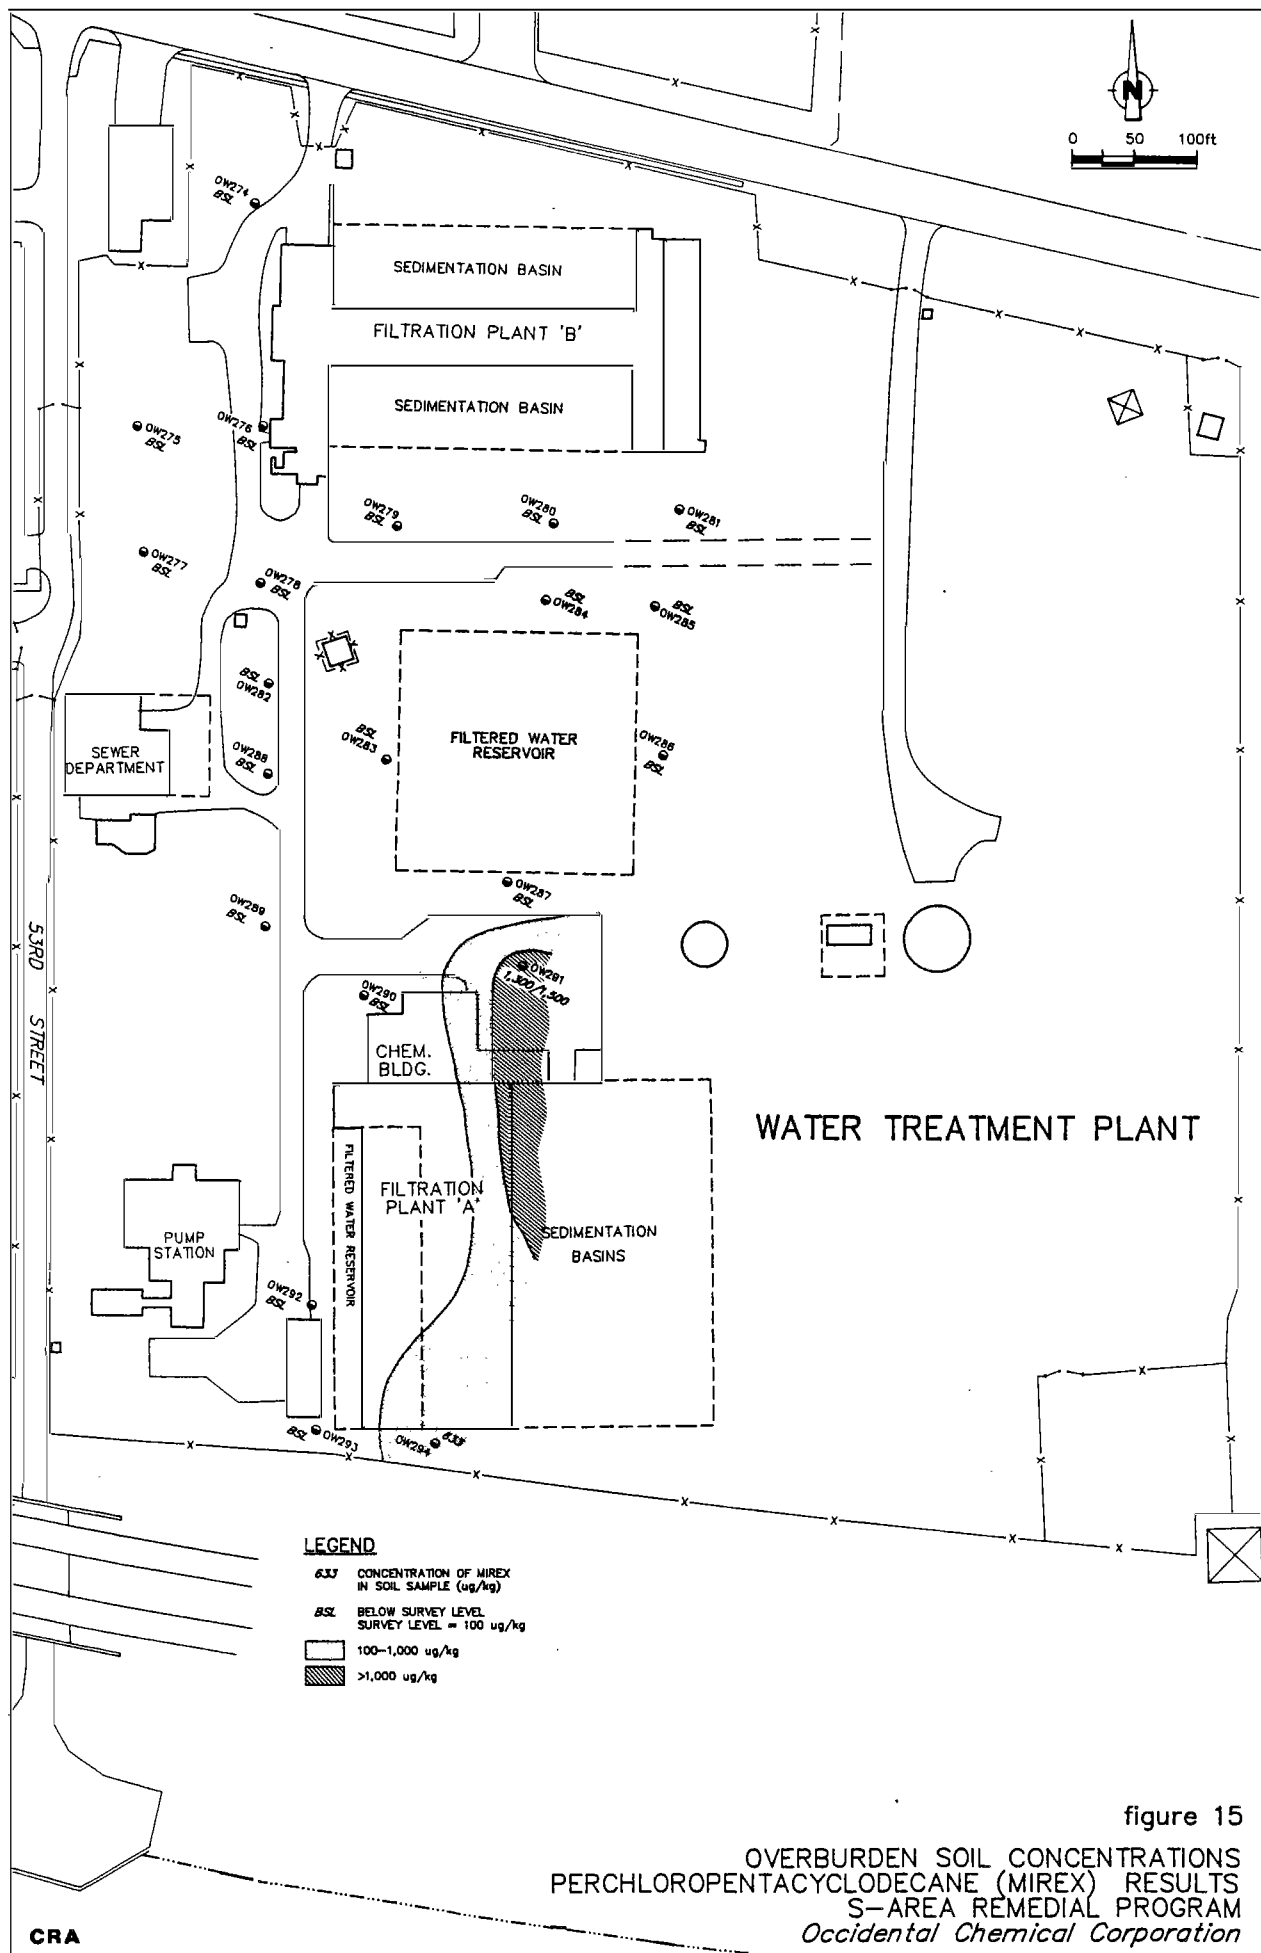 N
0 50 100ft
OW274
BSL
SEDIMENTATION BASIN
FILTRATION PLANT 'B'
SEDIMENTATION BASIN
OW275
BSL
OW276
BSL
OW279
BSL
OW280
BSL
OW281
BSL
OW277
BSL
OW278
BSL
BSL
OW284
BSL
OW285
BSL
OW282
BSL
OW283
OW286
BSL
FILTERED WATER
RESERVOIR
SEWER
DEPARTMENT
OW288
BSL
OW287
BSL
OW289
BSL
53RD STREET
OW291
1,300/1,500
OW290
BSL
CHEM.
BLDG.
WATER TREATMENT PLANT
FILTERED WATER RESERVOIR
FILTRATION
PLANT 'A'
SEDIMENTATION
BASINS
PUMP
STATION
OW292
BSL
BSL
OW293
OW294
633
LEGEND
633 CONCENTRATION OF MIREX
IN SOIL SAMPLE (ug/kg)
BSL BELOW SURVEY LEVEL
SURVEY LEVEL = 100 ug/kg
100-1,000 ug/kg
>1,000 ug/kg
figure 15
OVERBURDEN SOIL CONCENTRATIONS
PERCHLOROPENTACYCLODECANE (MIREX) RESULTS
S-AREA REMEDIAL PROGRAM
Occidental Chemical Corporation
CRA